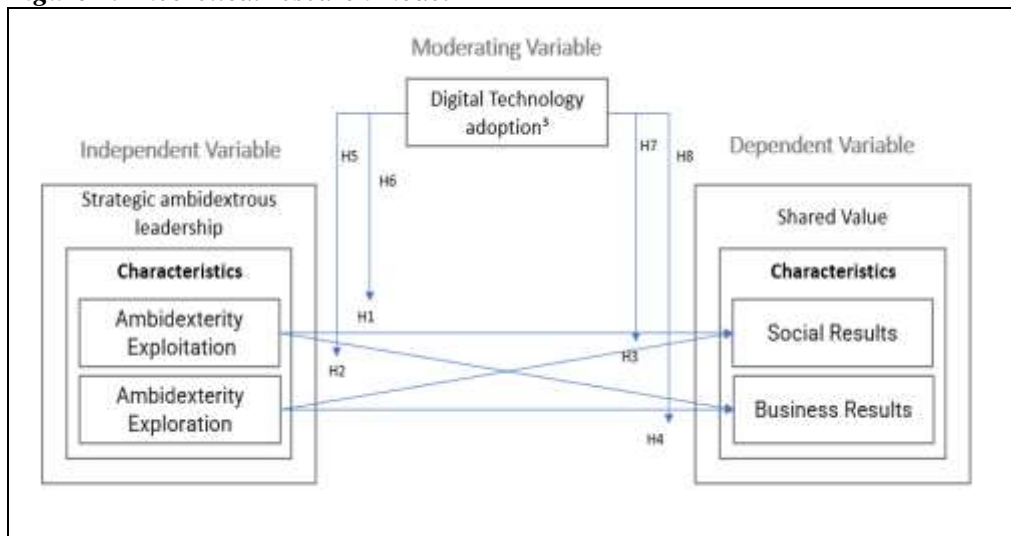 Moderating Variable
Digital Technology
adoption³
Independent Variable
H5
H6
H7
H8
Dependent Variable
Strategic ambidextrous
leadership
Shared Value
Characteristics
Characteristics
Ambidexterity
Exploitation
H1
Social Results
H2
H3
Ambidexterity
Exploration
Business Results
H4